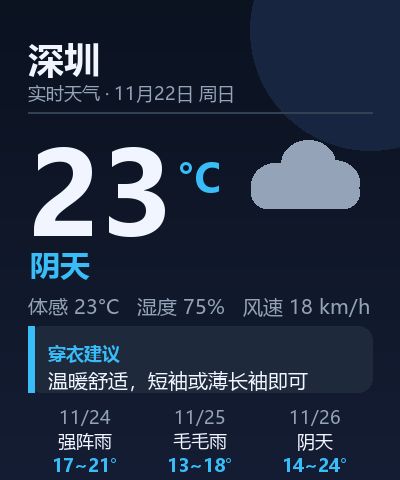 深圳
实时天气 · 11月22日 周日
23 °C
阴天
体感 23°C 湿度 75% 风速 18 km/h
穿衣建议
温暖舒适，短袖或薄长袖即可
11/24 11/25 11/26
强阵雨 毛毛雨 阴天
17~21° 13~18° 14~24°